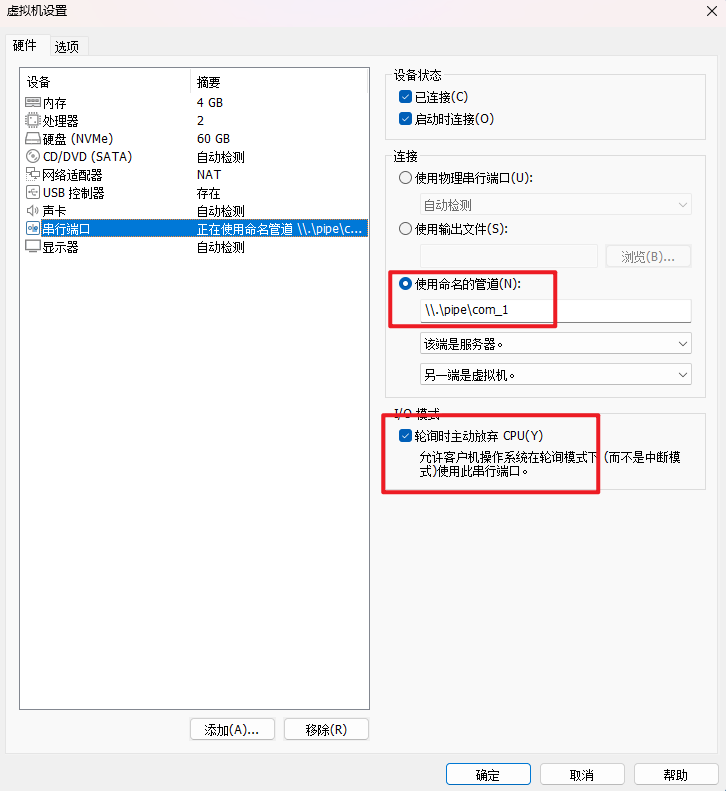 虚拟机设置
硬件 选项
设备 摘要
内存 4 GB
处理器 2
硬盘 (NVMe) 60 GB
CD/DVD (SATA) 自动检测
网络适配器 NAT
USB 控制器 存在
声卡 自动检测
串行端口 正在使用命名管道 \\.\pipe\c...
显示器 自动检测
添加(A)... 移除(R)
设备状态
已连接(C)
启动时连接(O)
连接
使用物理串行端口(U):
自动检测
使用输出文件(S):
浏览(B)...
使用命名的管道(N):
\\.\pipe\com_1
该端是服务器。
另一端是虚拟机。
I/O 模式
轮询时主动放弃 CPU(Y)
允许客户机操作系统在轮询模式下 (而不是中断模
式)使用此串行端口。
确定 取消 帮助